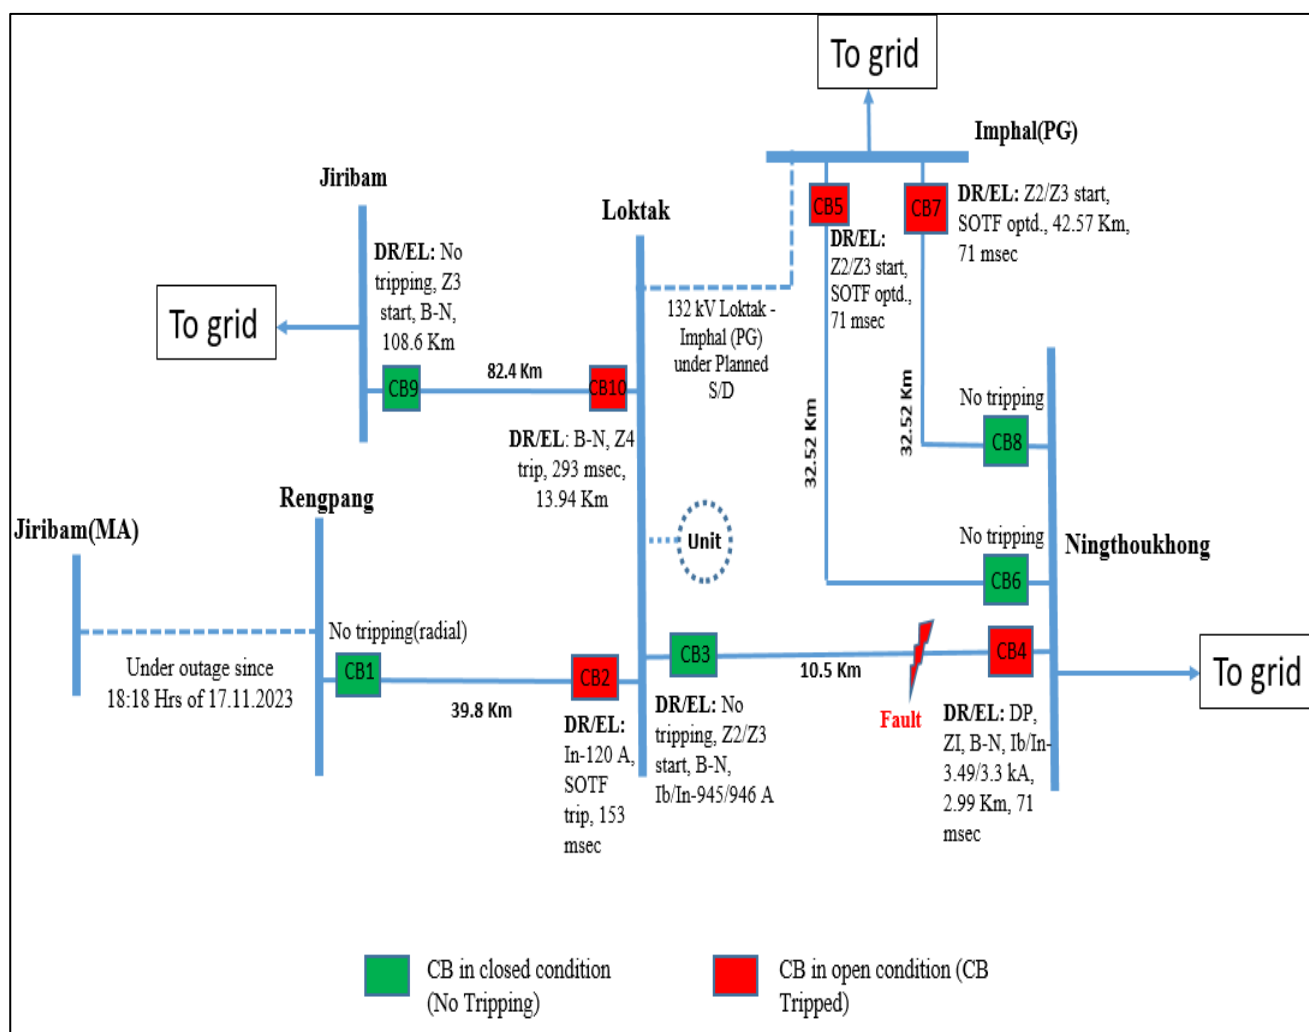 To grid
Imphal(PG)
Jiribam
Loktak
CB5
CB7
DR/EL: Z2/Z3 start,
SOTF optd., 42.57 Km,
71 msec
DR/EL:
Z2/Z3 start,
SOTF optd.,
71 msec
DR/EL: No
tripping, Z3
start, B-N,
108.6 Km
To grid
132 kV Loktak -
Imphal (PG)
under Planned
S/D
82.4 Km
CB9
CB10
32.52 Km
32.52 Km
No tripping
CB8
DR/EL: B-N, Z4
trip, 293 msec,
13.94 Km
Rengpang
Jiribam(MA)
Unit
No tripping
CB6
Ningthoukhong
No tripping(radial)
Under outage since
18:18 Hrs of 17.11.2023
CB1
39.8 Km
CB2
CB3
10.5 Km
CB4
To grid
Fault
DR/EL:
In-120 A,
SOTF
trip, 153
msec
DR/EL: No
tripping, Z2/Z3
start, B-N,
Ib/In-945/946 A
DR/EL: DP,
ZI, B-N, Ib/In-
3.49/3.3 kA,
2.99 Km, 71
msec
CB in closed condition
(No Tripping)
CB in open condition (CB
Tripped)